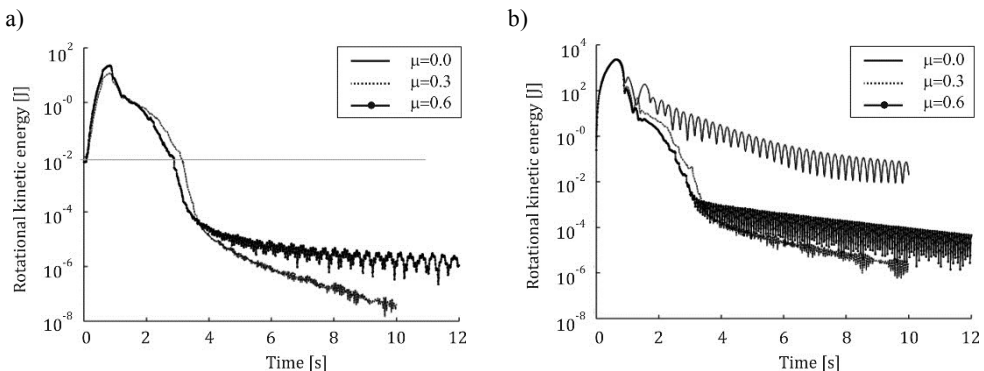 a)
b)
Rotational kinetic energy [J]
10^2
10^-0
10^-2
10^-4
10^-6
10^-8
0 2 4 6 8 10 12
Time [s]
μ=0.0
μ=0.3
μ=0.6
Rotational kinetic energy [J]
10^4
10^2
10^-0
10^-2
10^-4
10^-6
10^-8
0 2 4 6 8 10 12
Time [s]
μ=0.0
μ=0.3
μ=0.6